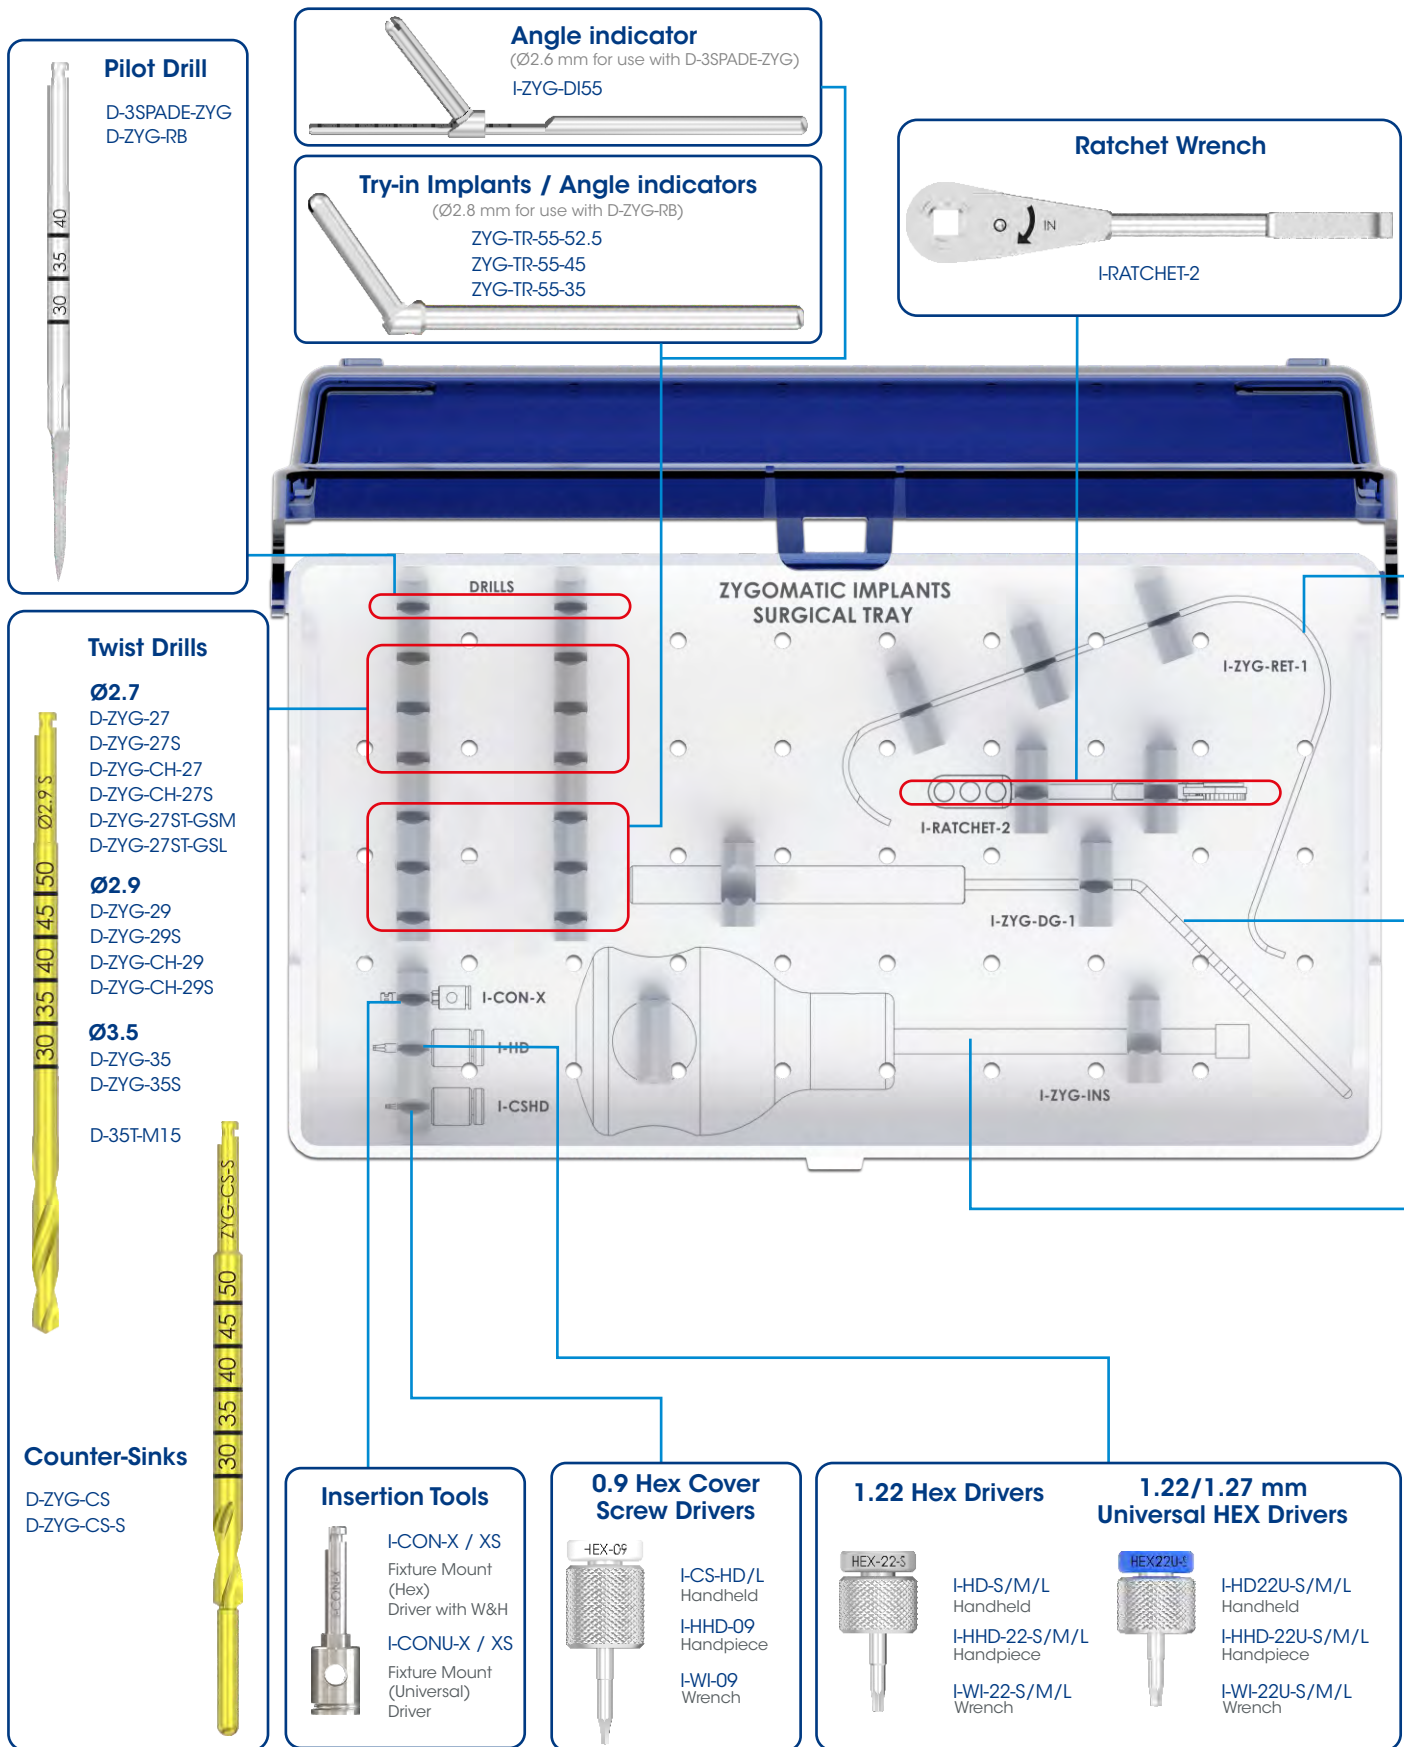 Pilot Drill
D-3SPADE-ZYG
D-ZYG-RB
30 35 40
Angle indicator
(Ø2.6 mm for use with D-3SPADE-ZYG)
I-ZYG-DI55
Try-in Implants / Angle indicators
(Ø2.8 mm for use with D-ZYG-RB)
ZYG-TR-55-52.5
ZYG-TR-55-45
ZYG-TR-55-35
Ratchet Wrench
IN
I-RATCHET-2
DRILLS
ZYGOMATIC IMPLANTS
SURGICAL TRAY
I-ZYG-RET-1
I-RATCHET-2
I-ZYG-DG-1
I-CON-X
I-HD
I-CSHD
I-ZYG-INS
Twist Drills
Ø2.7
D-ZYG-27
D-ZYG-27S
D-ZYG-CH-27
D-ZYG-CH-27S
D-ZYG-27ST-GSM
D-ZYG-27ST-GSL
Ø2.9
D-ZYG-29
D-ZYG-29S
D-ZYG-CH-29
D-ZYG-CH-29S
Ø3.5
D-ZYG-35
D-ZYG-35S
D-35T-M15
30 35 40 45 50 Ø2.9 S
30 35 40 45 50 ZYG-CS-S
Counter-Sinks
D-ZYG-CS
D-ZYG-CS-S
Insertion Tools
I-CON-X
I-CON-X / XS
Fixture Mount
(Hex)
Driver with W&H
I-CONU-X / XS
Fixture Mount
(Universal)
Driver
0.9 Hex Cover
Screw Drivers
HEX-09
I-CS-HD/L
Handheld
I-HHD-09
Handpiece
I-WI-09
Wrench
1.22 Hex Drivers
HEX-22-S
I-HD-S/M/L
Handheld
I-HHD-22-S/M/L
Handpiece
I-WI-22-S/M/L
Wrench
1.22/1.27 mm
Universal HEX Drivers
HEX22U-S
I-HD22U-S/M/L
Handheld
I-HHD-22U-S/M/L
Handpiece
I-WI-22U-S/M/L
Wrench